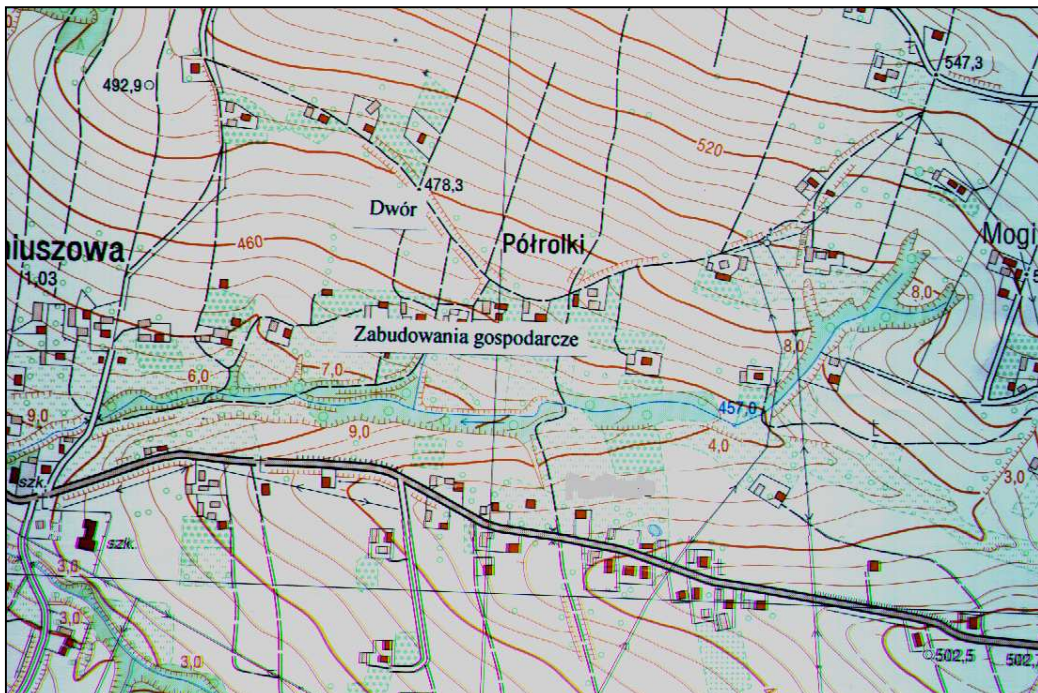 547,3
492,9
520
478,3
Dwór
460
Półrolki
niuszowa
Mogi
1,03
8,0
Zabudowania gospodarcze
8,0
6,0
7,0
457,0
9,0
9,0
4,0
szk.
3,0
szk.
3,0
3,0
3,0
502,5
502,7